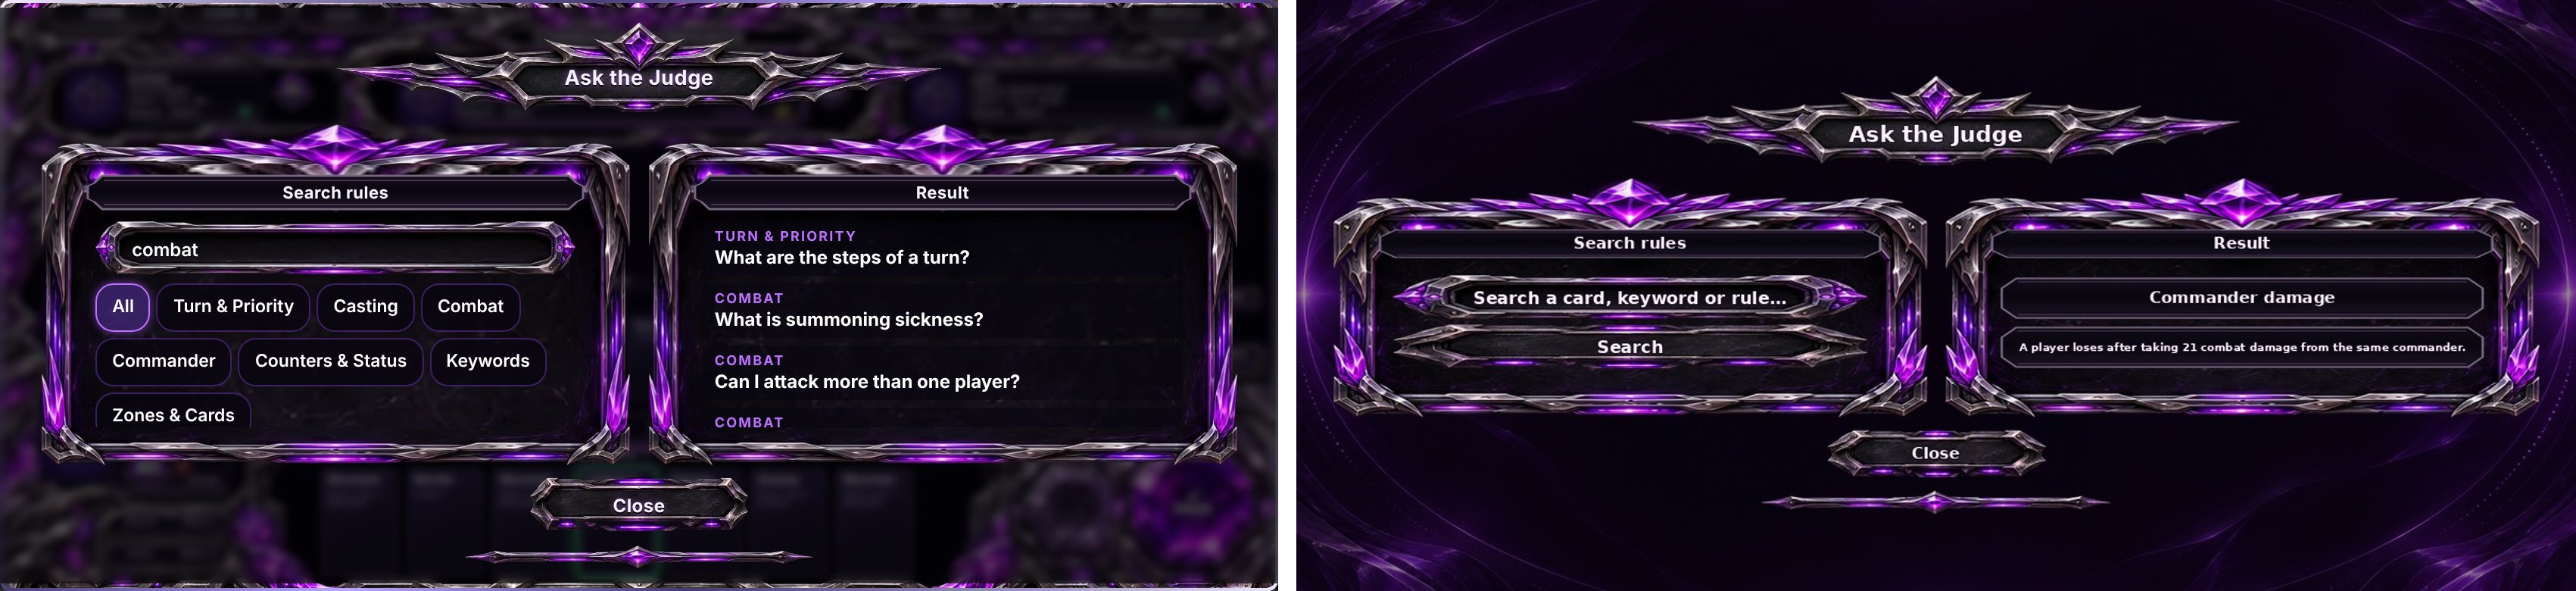 Ask the Judge
Search rules
combat
All
Turn & Priority
Casting
Combat
Commander
Counters & Status
Keywords
Zones & Cards
Result
TURN & PRIORITY
What are the steps of a turn?
COMBAT
What is summoning sickness?
COMBAT
Can I attack more than one player?
COMBAT
Close
Ask the Judge
Search rules
Search a card, keyword or rule...
Search
Result
Commander damage
A player loses after taking 21 combat damage from the same commander.
Close